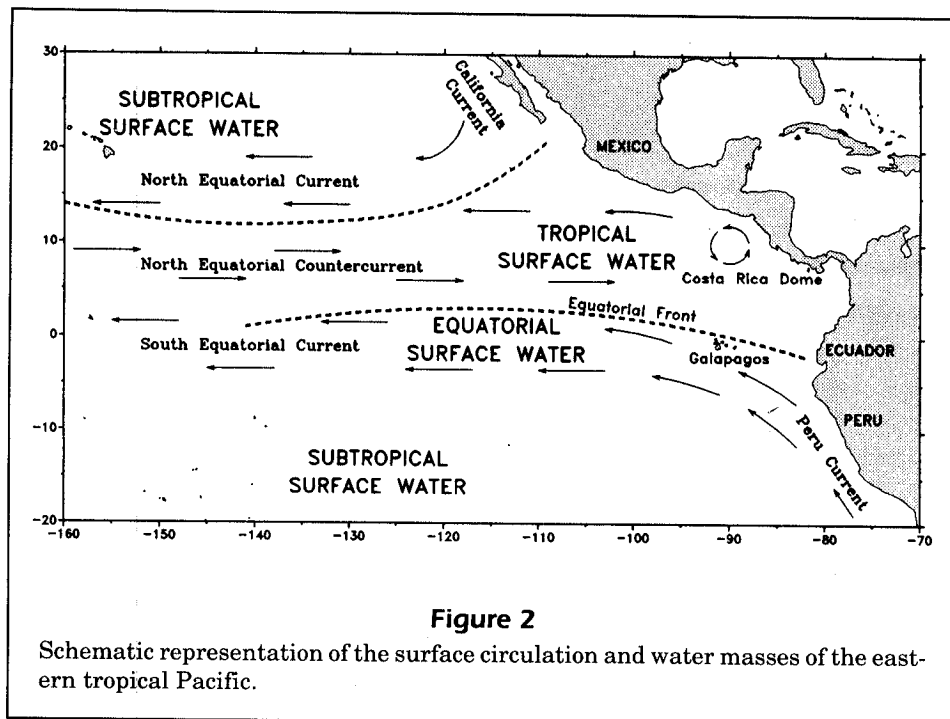 30
20
10
0
−10
−20
−160
−150
−140
−130
−120
−110
−100
−90
−80
−70
SUBTROPICAL
SURFACE WATER
California
Current
MEXICO
North Equatorial Current
TROPICAL
SURFACE WATER
North Equatorial Countercurrent
Costa Rica Dome
Equatorial Front
EQUATORIAL
SURFACE WATER
South Equatorial Current
Galapagos
ECUADOR
PERU
Peru Current
SUBTROPICAL
SURFACE WATER
Figure 2
Schematic representation of the surface circulation and water masses of the east-
ern tropical Pacific.